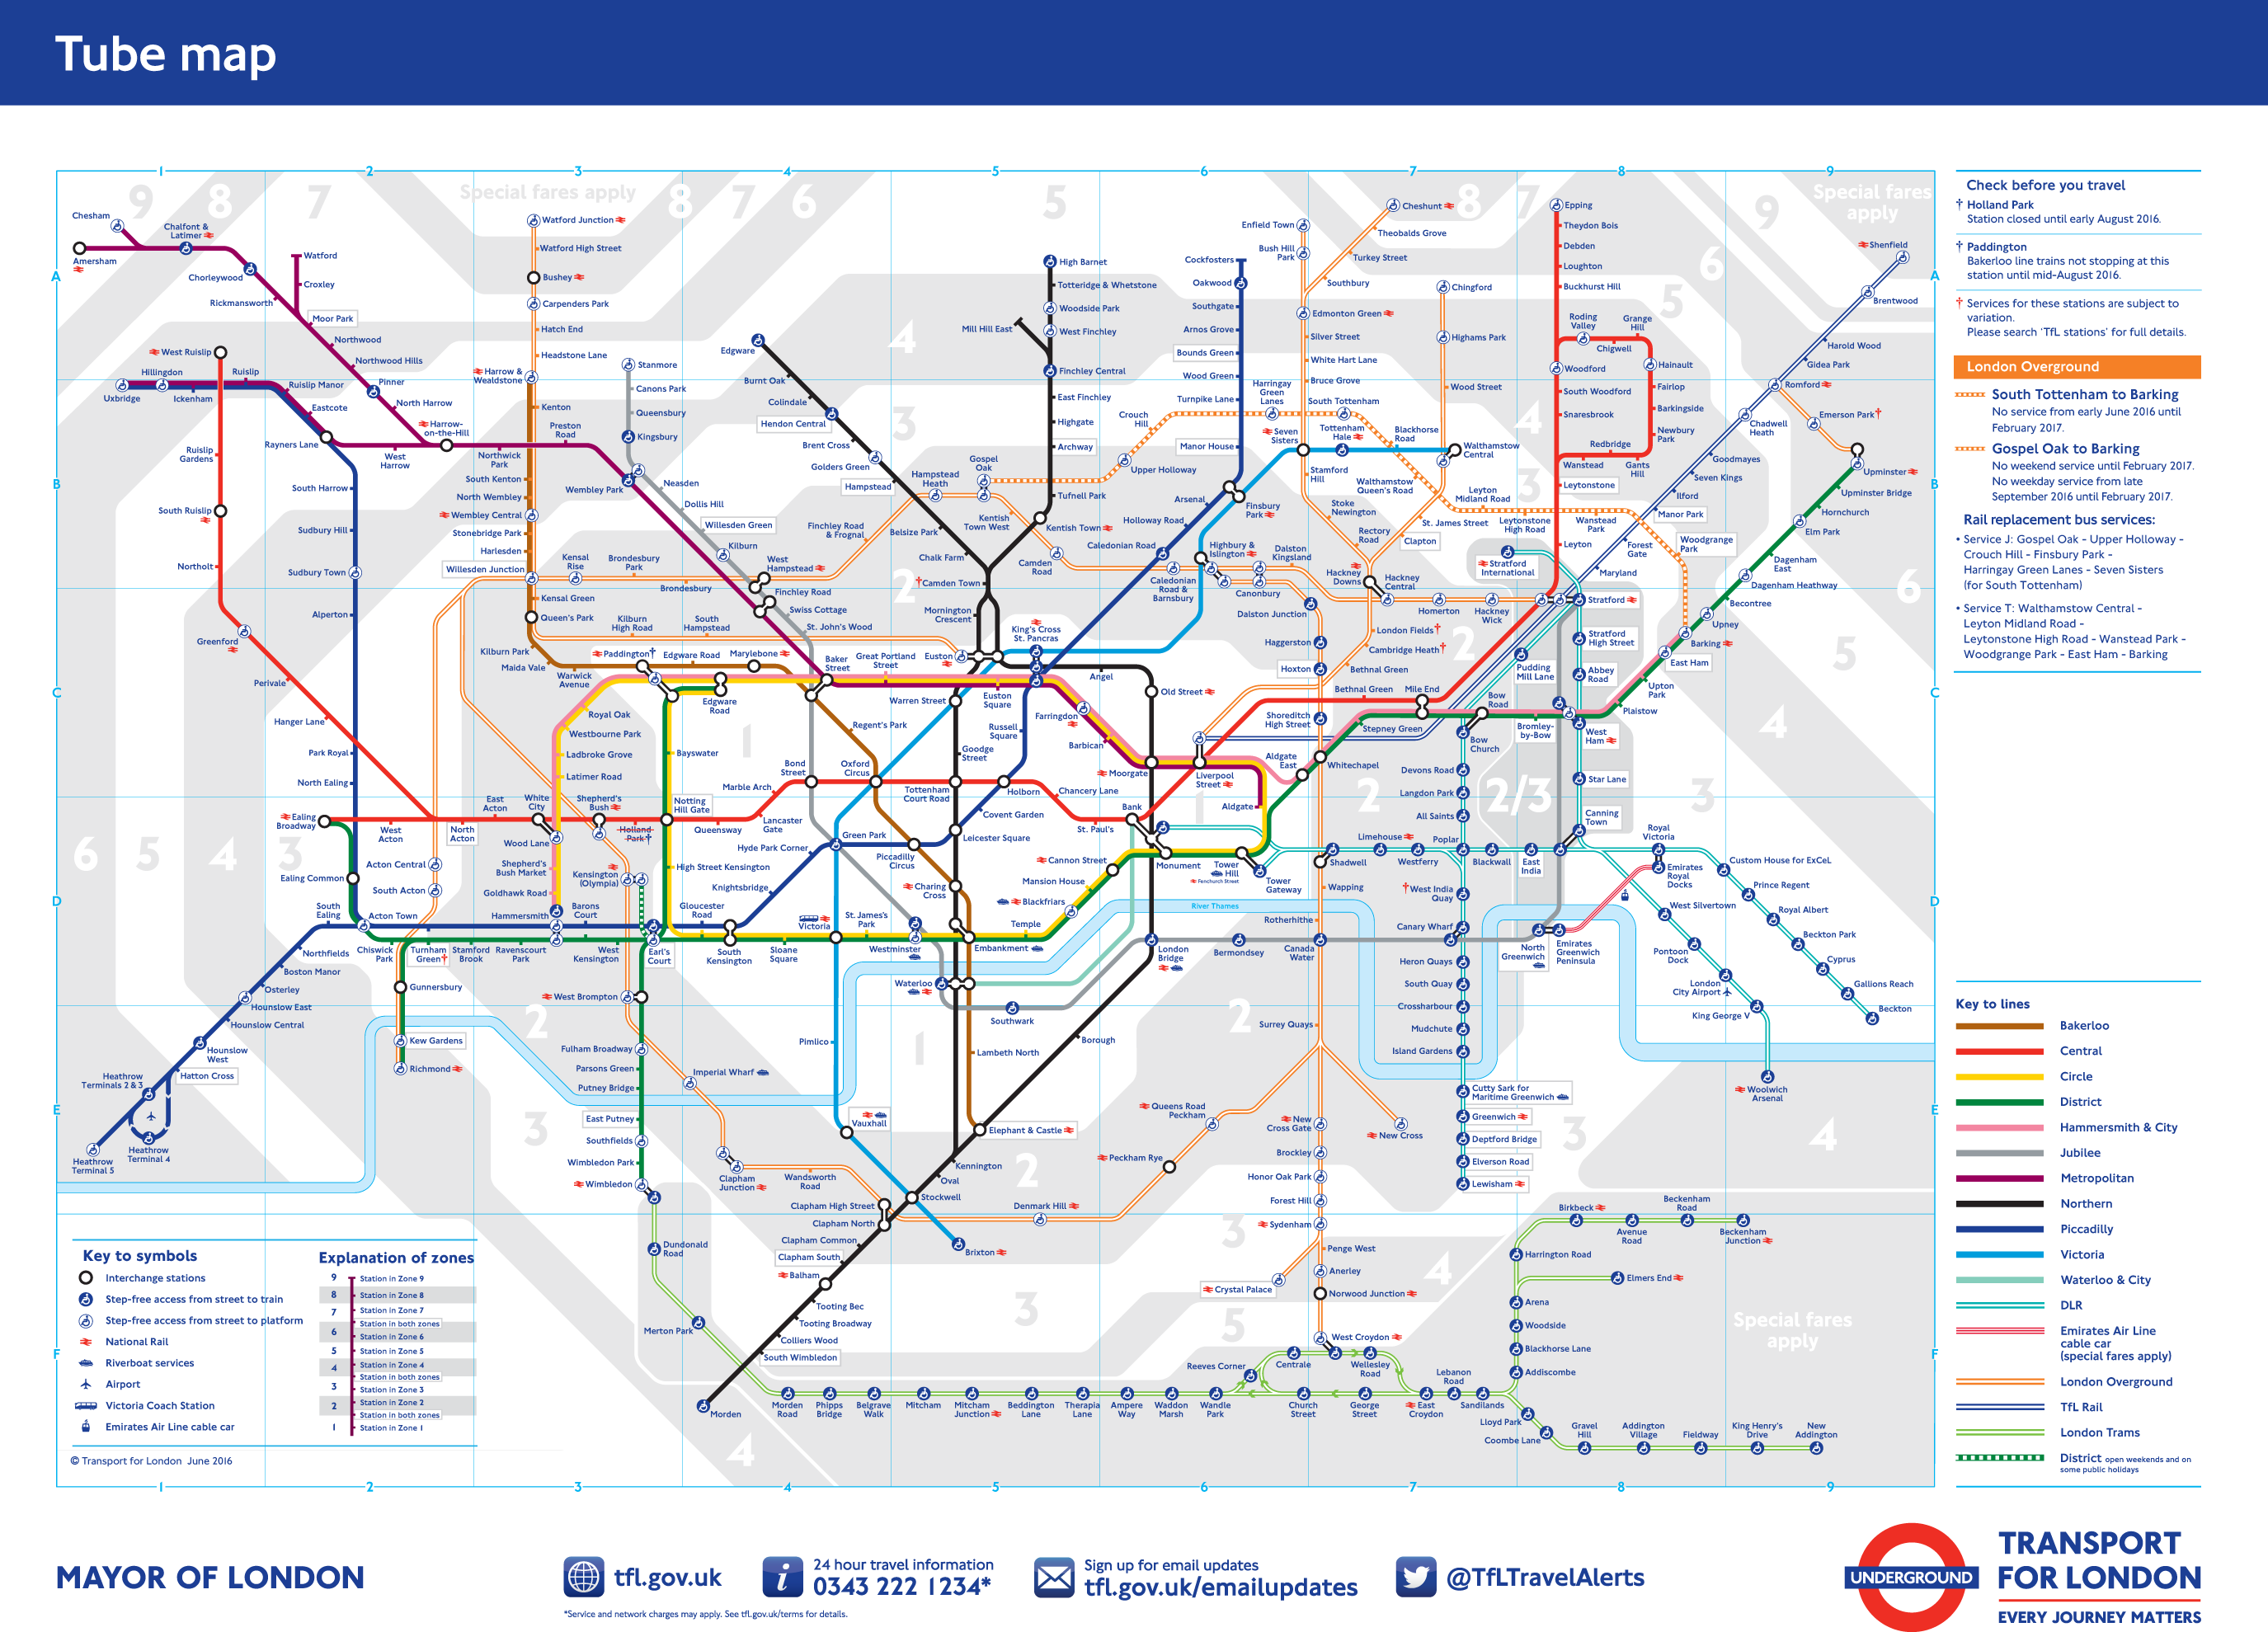 Tube map
1
2
3
4
5
6
7
8
9
A
B
C
D
E
F
Special fares apply
Special fares
apply
Chesham
Chalfont &
Latimer
Amersham
Chorleywood
Rickmansworth
Watford
Croxley
Moor Park
Northwood
Northwood Hills
Pinner
North Harrow
Harrow-
on-the-Hill
West Ruislip
Hillingdon
Ruislip
Ruislip Manor
Uxbridge
Ickenham
Eastcote
Rayners Lane
West
Harrow
Northwick
Park
Preston
Road
Ruislip
Gardens
South Ruislip
Northolt
Greenford
Perivale
Hanger Lane
South Harrow
Sudbury Hill
Sudbury Town
Alperton
Park Royal
North Ealing
Watford Junction
Watford High Street
Bushey
Carpenders Park
Hatch End
Headstone Lane
Harrow &
Wealdstone
Kenton
South Kenton
North Wembley
Wembley Central
Stonebridge Park
Harlesden
Willesden Junction
Kensal Green
Queen's Park
Kilburn Park
Maida Vale
Warwick
Avenue
Stanmore
Canons Park
Queensbury
Kingsbury
Wembley Park
Neasden
Dollis Hill
Willesden Green
Kilburn
West
Hampstead
Finchley Road
Swiss Cottage
St. John's Wood
Kensal
Rise
Brondesbury
Park
Brondesbury
Kilburn
High Road
South
Hampstead
Finchley Road
& Frognal
Edgware
Burnt Oak
Colindale
Hendon Central
Brent Cross
Golders Green
Hampstead
Belsize Park
Chalk Farm
Camden Town
Mornington
Crescent
Hampstead
Heath
Gospel
Oak
Kentish
Town West
Kentish Town
Camden
Road
High Barnet
Totteridge & Whetstone
Woodside Park
West Finchley
Mill Hill East
Finchley Central
East Finchley
Highgate
Archway
Tufnell Park
Crouch
Hill
Upper Holloway
Cockfosters
Oakwood
Southgate
Arnos Grove
Bounds Green
Wood Green
Turnpike Lane
Manor House
Harringay
Green
Lanes
Arsenal
Finsbury
Park
Holloway Road
Caledonian Road
Highbury &
Islington
Caledonian
Road &
Barnsbury
Canonbury
Dalston
Kingsland
Dalston Junction
Enfield Town
Bush Hill
Park
Cheshunt
Theobalds Grove
Turkey Street
Southbury
Edmonton Green
Silver Street
White Hart Lane
Bruce Grove
South Tottenham
Seven
Sisters
Tottenham
Hale
Blackhorse
Road
Walthamstow
Central
Stamford
Hill
Walthamstow
Queen's Road
Stoke
Newington
Rectory
Road
St. James Street
Clapton
Hackney
Downs
Hackney
Central
Homerton
Hackney
Wick
Chingford
Highams Park
Wood Street
Leyton
Midland Road
Leytonstone
High Road
Wanstead
Park
Woodgrange
Park
Epping
Theydon Bois
Debden
Loughton
Buckhurst Hill
Roding
Valley
Grange
Hill
Chigwell
Hainault
Woodford
Fairlop
South Woodford
Barkingside
Snaresbrook
Newbury
Park
Redbridge
Wanstead
Gants
Hill
Leytonstone
Leyton
Shenfield
Brentwood
Harold Wood
Gidea Park
Romford
Emerson Park
Chadwell
Heath
Goodmayes
Seven Kings
Ilford
Manor Park
Forest
Gate
Maryland
Stratford
International
Stratford
Upminster
Upminster Bridge
Hornchurch
Elm Park
Dagenham
East
Dagenham Heathway
Becontree
Upney
Barking
East Ham
Upton
Park
Plaistow
Stratford
High Street
Pudding
Mill Lane
Abbey
Road
Bow
Road
Bow
Church
Bromley-
by-Bow
West
Ham
Star Lane
Canning
Town
Devons Road
Langdon Park
All Saints
Limehouse
Poplar
Westferry
Blackwall
East
India
Royal
Victoria
Emirates
Royal
Docks
Custom House for ExCeL
Prince Regent
Royal Albert
Beckton Park
Cyprus
Gallions Reach
Beckton
West Silvertown
Pontoon
Dock
London
City Airport
King George V
Woolwich
Arsenal
Haggerston
Hoxton
Shoreditch
High Street
London Fields
Cambridge Heath
Bethnal Green
Bethnal Green
Mile End
Stepney Green
Whitechapel
Aldgate
East
Aldgate
Liverpool
Street
Moorgate
Old Street
Angel
King's Cross
St. Pancras
Euston
Euston
Square
Warren Street
Great Portland
Street
Baker
Street
Marylebone
Edgware Road
Paddington
Edgware
Road
Royal Oak
Westbourne Park
Ladbroke Grove
Latimer Road
Bayswater
Regent's Park
Russell
Square
Goodge
Street
Farringdon
Barbican
Bond
Street
Oxford
Circus
Tottenham
Court Road
Holborn
Chancery Lane
Marble Arch
Notting
Hill Gate
Lancaster
Gate
Queensway
Holland
Park
Shepherd's
Bush
White
City
East
Acton
North
Acton
West
Acton
Ealing
Broadway
Wood Lane
Shepherd's
Bush Market
Goldhawk Road
Hammersmith
Kensington
(Olympia)
High Street Kensington
Hyde Park Corner
Knightsbridge
Green Park
Piccadilly
Circus
Leicester Square
Covent Garden
St. Paul's
Bank
Monument
Cannon Street
Mansion House
Blackfriars
Temple
Embankment
Charing
Cross
Tower
Hill
Fenchurch Street
Tower
Gateway
Shadwell
Wapping
Rotherhithe
Canada
Water
River Thames
Ealing Common
Acton Central
South Acton
South
Ealing
Acton Town
Northfields
Boston Manor
Osterley
Hounslow East
Hounslow Central
Hounslow
West
Hatton Cross
Heathrow
Terminals 2 & 3
Heathrow
Terminal 4
Heathrow
Terminal 5
Chiswick
Park
Turnham
Green
Stamford
Brook
Ravenscourt
Park
Barons
Court
West
Kensington
Earl's
Court
Gloucester
Road
South
Kensington
Sloane
Square
Victoria
St. James's
Park
Westminster
Waterloo
Southwark
London
Bridge
Bermondsey
Canary Wharf
North
Greenwich
Emirates
Greenwich
Peninsula
West India
Quay
Heron Quays
South Quay
Crossharbour
Mudchute
Island Gardens
Cutty Sark for
Maritime Greenwich
Greenwich
Deptford Bridge
Elverson Road
Lewisham
Gunnersbury
Kew Gardens
Richmond
West Brompton
Fulham Broadway
Parsons Green
Putney Bridge
East Putney
Southfields
Wimbledon Park
Wimbledon
Imperial Wharf
Clapham
Junction
Wandsworth
Road
Pimlico
Vauxhall
Lambeth North
Elephant & Castle
Borough
Kennington
Oval
Stockwell
Brixton
Clapham High Street
Clapham North
Clapham Common
Clapham South
Balham
Tooting Bec
Tooting Broadway
Colliers Wood
South Wimbledon
Morden
Denmark Hill
Peckham Rye
Queens Road
Peckham
Surrey Quays
New
Cross Gate
New Cross
Brockley
Honor Oak Park
Forest Hill
Sydenham
Crystal Palace
Penge West
Anerley
Norwood Junction
West Croydon
Dundonald
Road
Merton Park
Morden
Road
Phipps
Bridge
Belgrave
Walk
Mitcham
Mitcham
Junction
Beddington
Lane
Therapia
Lane
Ampere
Way
Waddon
Marsh
Wandle
Park
Reeves Corner
Centrale
Wellesley
Road
Church
Street
George
Street
East
Croydon
Lebanon
Road
Sandilands
Lloyd Park
Coombe Lane
Gravel
Hill
Addington
Village
Fieldway
King Henry's
Drive
New
Addington
Addiscombe
Blackhorse Lane
Woodside
Arena
Harrington Road
Elmers End
Birkbeck
Avenue
Road
Beckenham
Road
Beckenham
Junction
Special fares
apply
Key to symbols
Interchange stations
Step-free access from street to train
Step-free access from street to platform
National Rail
Riverboat services
Airport
Victoria Coach Station
Emirates Air Line cable car
Explanation of zones
9 Station in Zone 9
8 Station in Zone 8
7 Station in Zone 7
Station in both zones
6 Station in Zone 6
5 Station in Zone 5
4 Station in Zone 4
Station in both zones
3 Station in Zone 3
2 Station in Zone 2
Station in both zones
1 Station in Zone 1
© Transport for London June 2016
Check before you travel
† Holland Park
Station closed until early August 2016.
† Paddington
Bakerloo line trains not stopping at this
station until mid-August 2016.
† Services for these stations are subject to
variation.
Please search 'TfL stations' for full details.
London Overground
South Tottenham to Barking
No service from early June 2016 until
February 2017.
Gospel Oak to Barking
No weekend service until February 2017.
No weekday service from late
September 2016 until February 2017.
Rail replacement bus services:
• Service J: Gospel Oak - Upper Holloway -
Crouch Hill - Finsbury Park -
Harringay Green Lanes - Seven Sisters
(for South Tottenham)
• Service T: Walthamstow Central -
Leyton Midland Road -
Leytonstone High Road - Wanstead Park -
Woodgrange Park - East Ham - Barking
Key to lines
Bakerloo
Central
Circle
District
Hammersmith & City
Jubilee
Metropolitan
Northern
Piccadilly
Victoria
Waterloo & City
DLR
Emirates Air Line
cable car
(special fares apply)
London Overground
TfL Rail
London Trams
District open weekends and on
some public holidays
MAYOR OF LONDON
tfl.gov.uk
24 hour travel information
0343 222 1234*
*Service and network charges may apply. See tfl.gov.uk/terms for details.
Sign up for email updates
tfl.gov.uk/emailupdates
@TfLTravelAlerts
UNDERGROUND
TRANSPORT
FOR LONDON
EVERY JOURNEY MATTERS